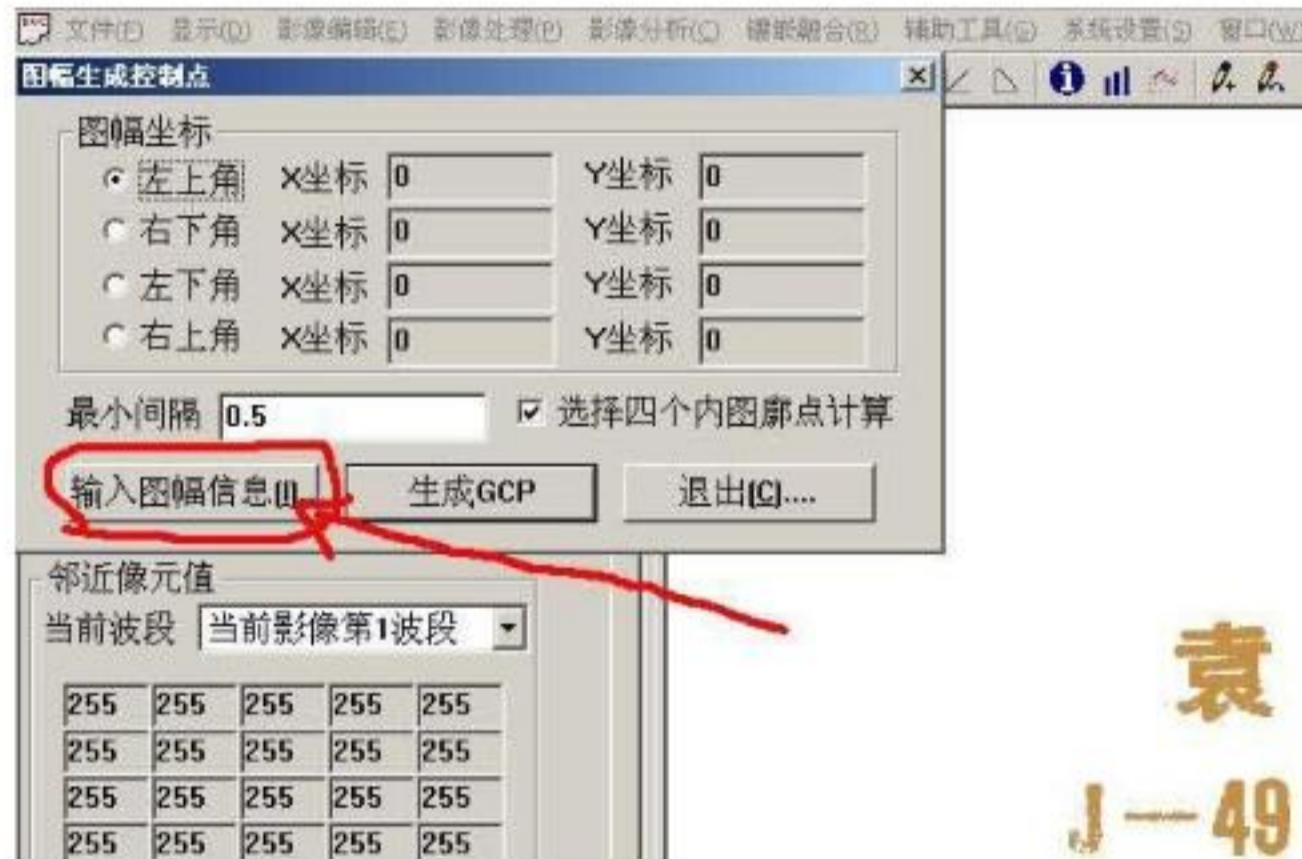 文件(F) 显示(D) 影像编辑(E) 影像处理(P) 影像分析(C) 镶嵌融合(R) 辅助工具(G) 系统设置(S) 窗口(W)
图幅生成控制点
图幅坐标
左上角 X坐标 0 Y坐标 0
右下角 X坐标 0 Y坐标 0
左下角 X坐标 0 Y坐标 0
右上角 X坐标 0 Y坐标 0
最小间隔 0.5 选择四个内图廓点计算
输入图幅信息(I) 生成GCP 退出(C)....
邻近像元值
当前波段 当前影像第1波段
255 255 255 255 255
255 255 255 255 255
255 255 255 255 255
255 255 255 255 255
袁
J—49